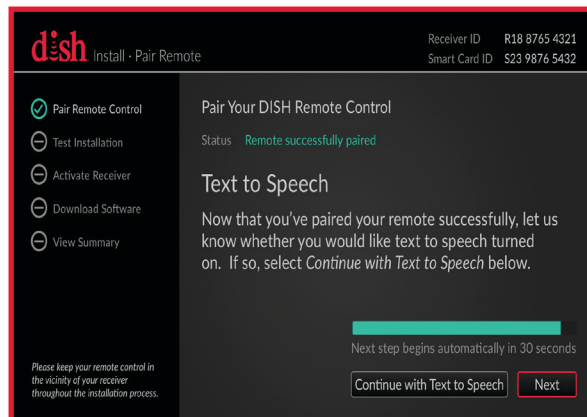 dish Install · Pair Remote
Receiver ID R18 8765 4321
Smart Card ID S23 9876 5432
Pair Remote Control
Test Installation
Activate Receiver
Download Software
View Summary
Please keep your remote control in
the vicinity of your receiver
throughout the installation process.
Pair Your DISH Remote Control
Status Remote successfully paired
Text to Speech
Now that you've paired your remote successfully, let us
know whether you would like text to speech turned
on. If so, select Continue with Text to Speech below.
Next step begins automatically in 30 seconds
Continue with Text to Speech Next